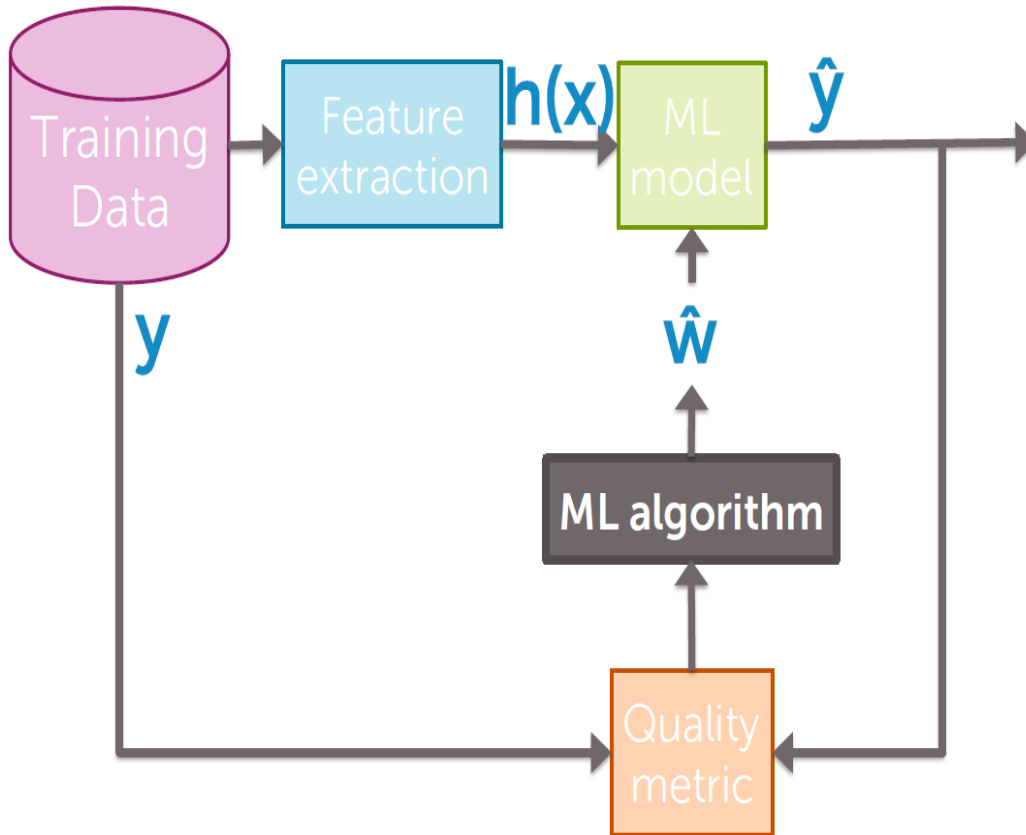 Training
Data
Feature
extraction
h(x)
ML
model
ŷ
y
ŵ
ML algorithm
Quality
metric